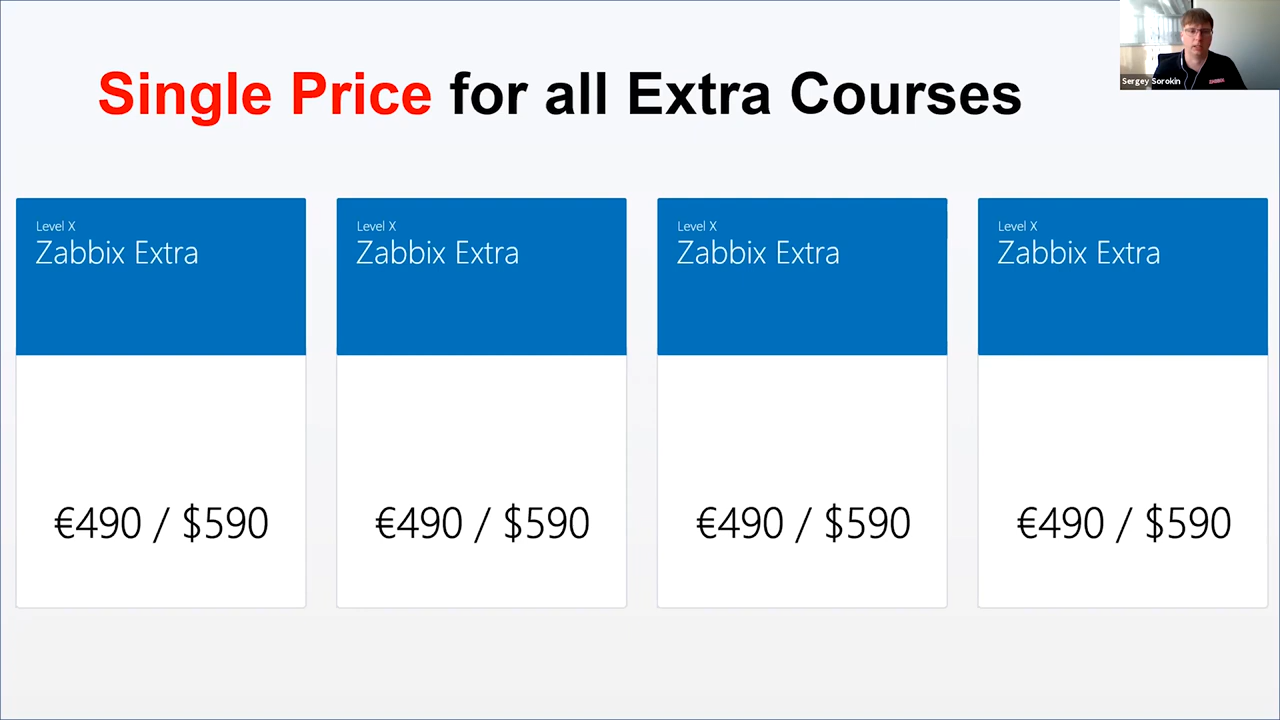 Single Price for all Extra Courses
Sergey Sorokin
Level X
Zabbix Extra
€490 / $590
Level X
Zabbix Extra
€490 / $590
Level X
Zabbix Extra
€490 / $590
Level X
Zabbix Extra
€490 / $590